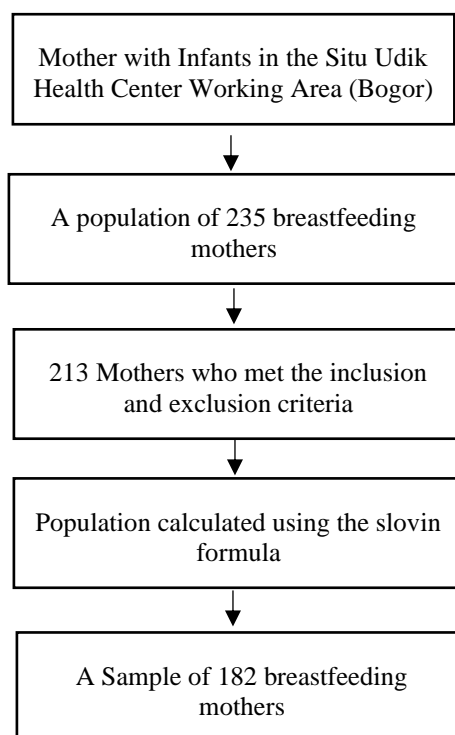 Mother with Infants in the Situ Udik
Health Center Working Area (Bogor)
A population of 235 breastfeeding
mothers
213 Mothers who met the inclusion
and exclusion criteria
Population calculated using the slovin
formula
A Sample of 182 breastfeeding
mothers